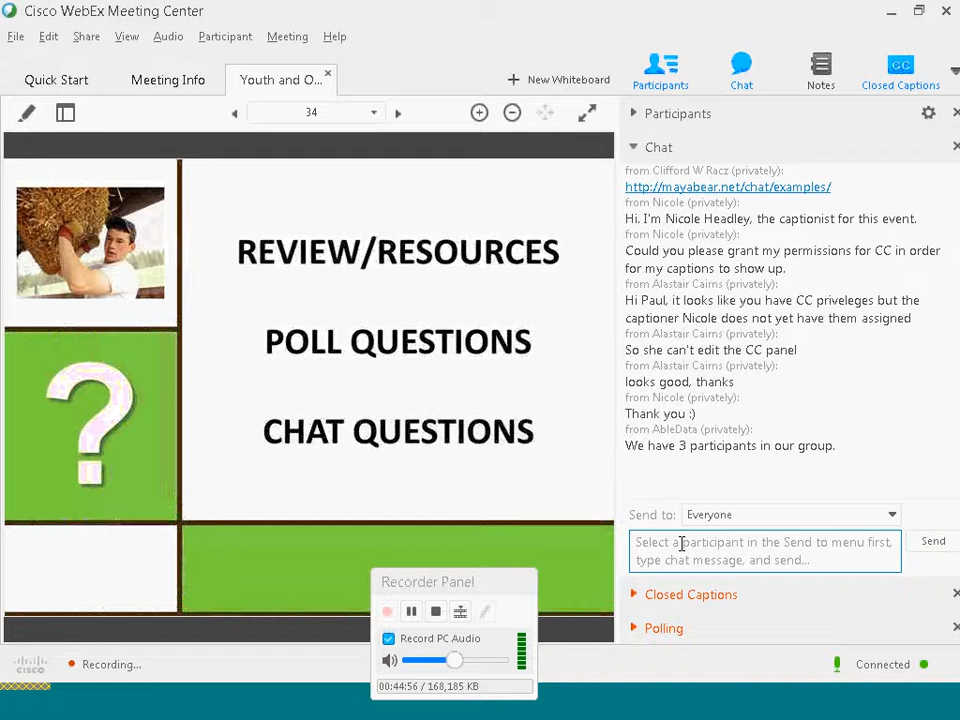 Cisco WebEx Meeting Center
File Edit Share View Audio Participant Meeting Help
Quick Start Meeting Info Youth and O... × + New Whiteboard
Participants Chat Notes CC Closed Captions
34
REVIEW/RESOURCES
POLL QUESTIONS
CHAT QUESTIONS
?
Participants
Chat
from Clifford W Racz (privately):
http://mayabear.net/chat/examples/
from Nicole (privately):
Hi. I'm Nicole Headley, the captionist for this event.
from Nicole (privately):
Could you please grant my permissions for CC in order
for my captions to show up.
from Alastair Cairns (privately):
Hi Paul, it looks like you have CC priveleges but the
captioner Nicole does not yet have them assigned
from Alastair Cairns (privately):
So she can't edit the CC panel
from Alastair Cairns (privately):
looks good, thanks
from Nicole (privately):
Thank you :)
from AbleData (privately):
We have 3 participants in our group.
Send to: Everyone
Select a participant in the Send to menu first,
type chat message, and send...
Send
Closed Captions
Polling
Recorder Panel
Record PC Audio
00:44:56 / 168,185 KB
cisco Recording...
Connected